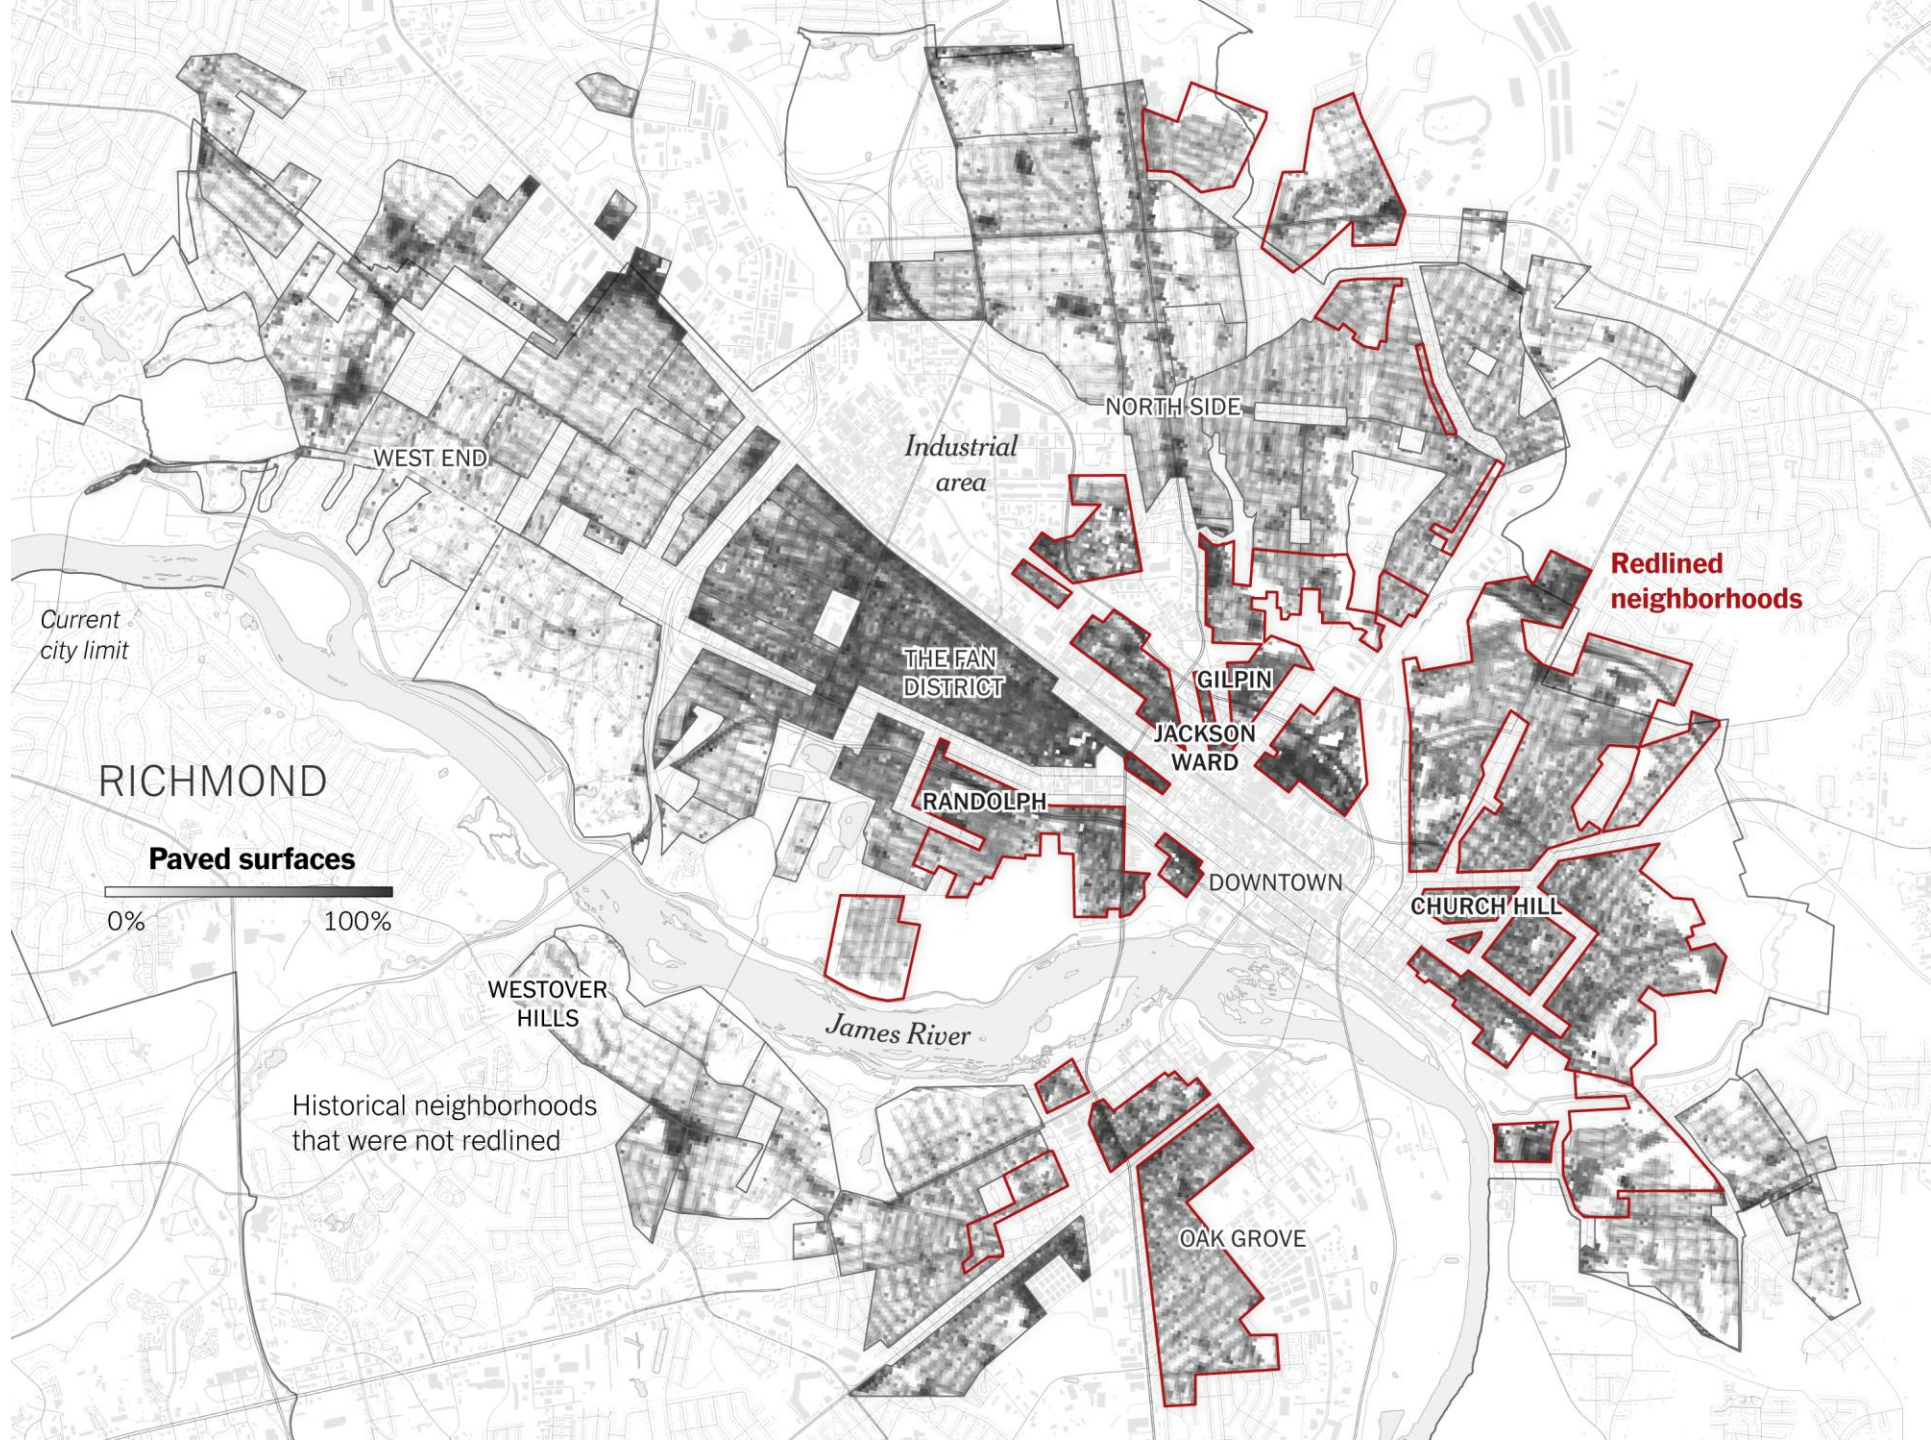 NORTH SIDE
Industrial
area
WEST END
Redlined
neighborhoods
Current
city limit
THE FAN
DISTRICT
GILPIN
JACKSON
WARD
RICHMOND
RANDOLPH
Paved surfaces
0%
100%
DOWNTOWN
CHURCH HILL
WESTOVER
HILLS
James River
Historical neighborhoods
that were not redlined
OAK GROVE